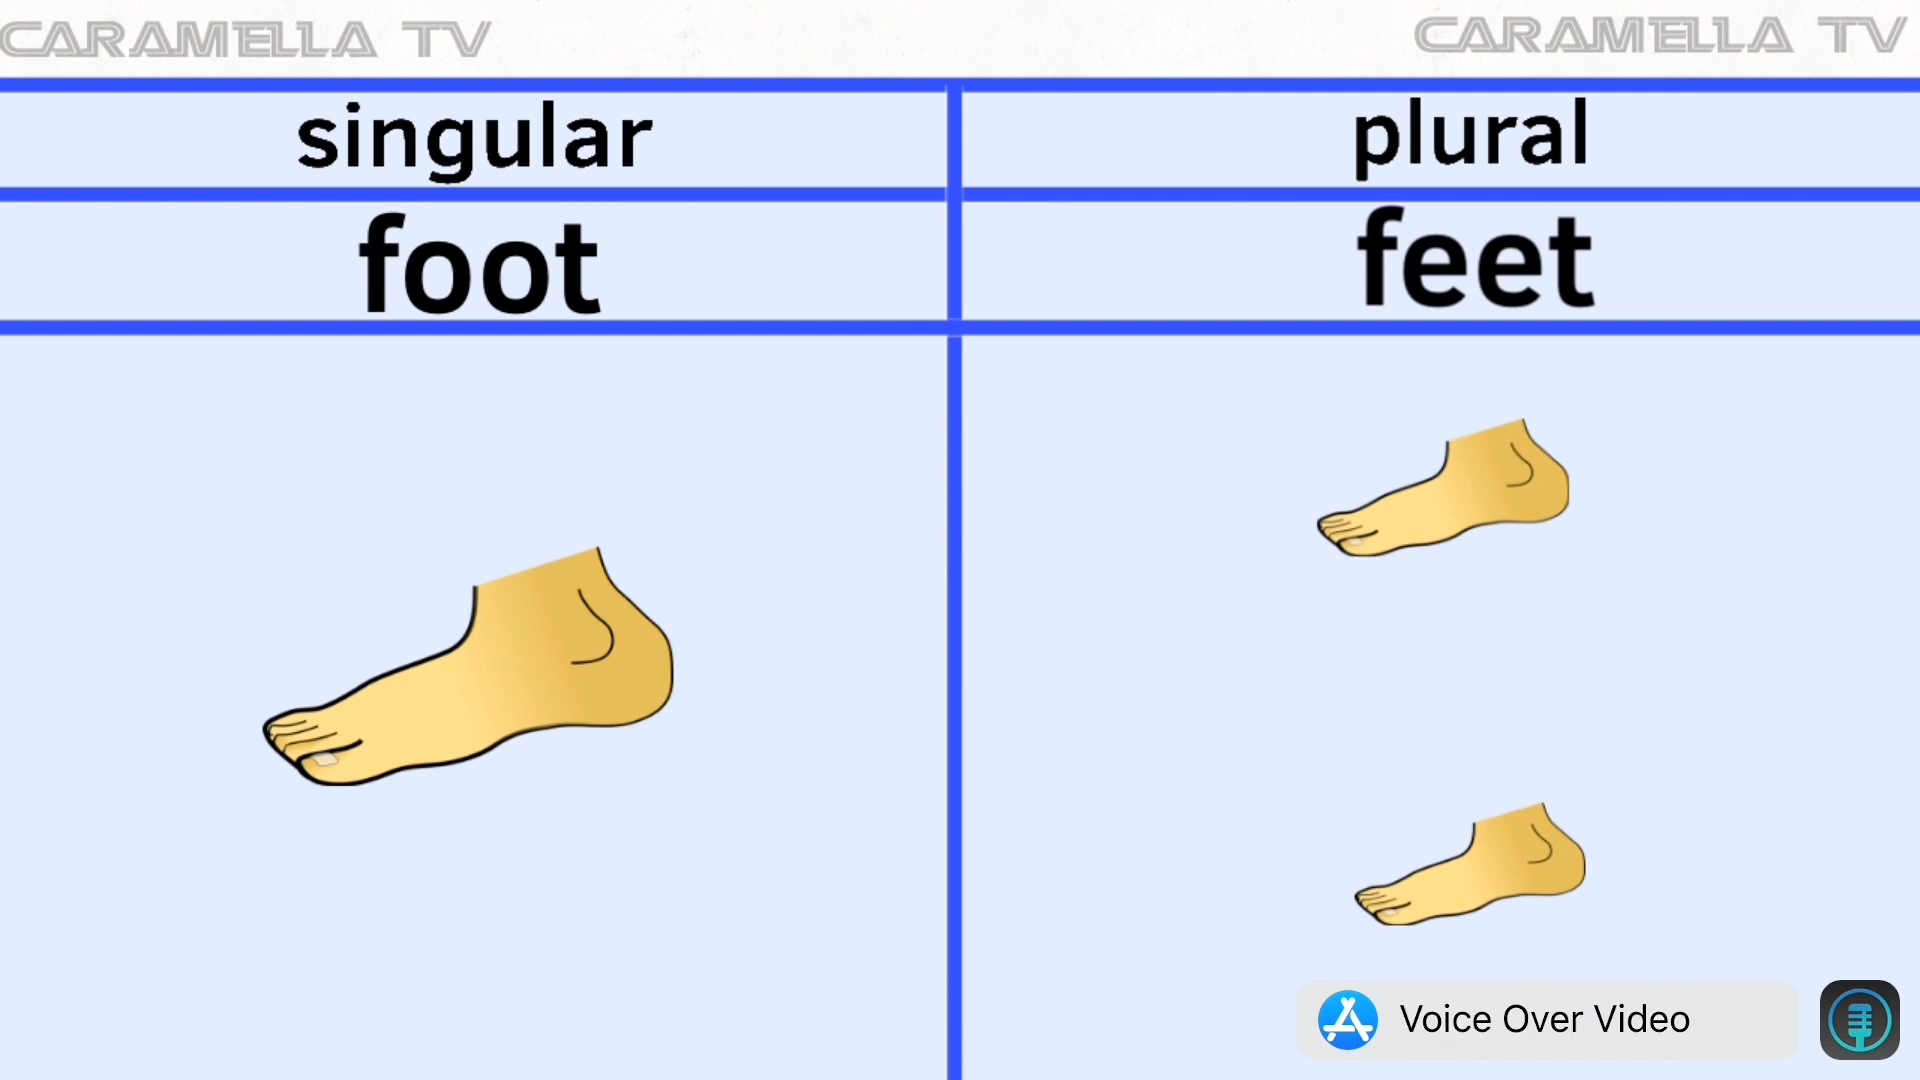 CARAMELLA TV CARAMELLA TV
singular plural
foot feet
Voice Over Video